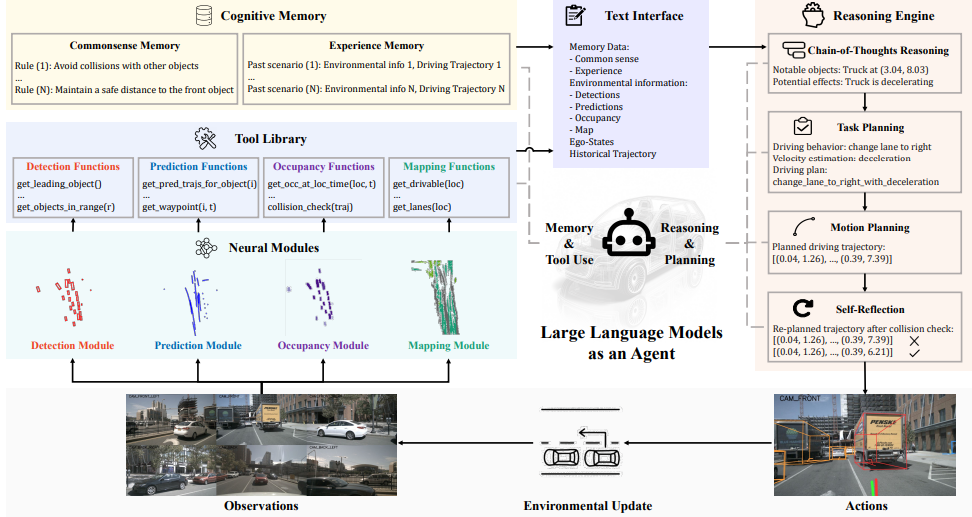 Cognitive Memory
Commonsense Memory
Rule (1): Avoid collisions with other objects
...
Rule (N): Maintain a safe distance to the front object
Experience Memory
Past scenario (1): Environmental info 1, Driving Trajectory 1
...
Past scenario (N): Environmental info N, Driving Trajectory N
Text Interface
Memory Data:
- Common sense
- Experience
Environmental information:
- Detections
- Predictions
- Occupancy
- Map
Ego-States
Historical Trajectory
Reasoning Engine
Chain-of-Thoughts Reasoning
Notable objects: Truck at (3.04, 8.03)
Potential effects: Truck is decelerating
Task Planning
Driving behavior: change lane to right
Velocity estimation: deceleration
Driving plan:
change_lane_to_right_with_deceleration
Motion Planning
Planned driving trajectory:
[(0.04, 1.26), ..., (0.39, 7.39)]
Self-Reflection
Re-planned trajectory after collision check:
[(0.04, 1.26), ..., (0.39, 7.39)]
[(0.04, 1.26), ..., (0.39, 6.21)]
Tool Library
Detection Functions
get_leading_object()
...
get_objects_in_range(r)
Prediction Functions
get_pred_trajs_for_object(i)
...
get_waypoint(i, t)
Occupancy Functions
get_occ_at_loc_time(loc, t)
...
collision_check(traj)
Mapping Functions
get_drivable(loc)
...
get_lanes(loc)
Neural Modules
Detection Module
Prediction Module
Occupancy Module
Mapping Module
Memory
&
Tool Use
Reasoning
&
Planning
Large Language Models
as an Agent
CAM_FRONT
PENSKE
Observations
Environmental Update
Actions